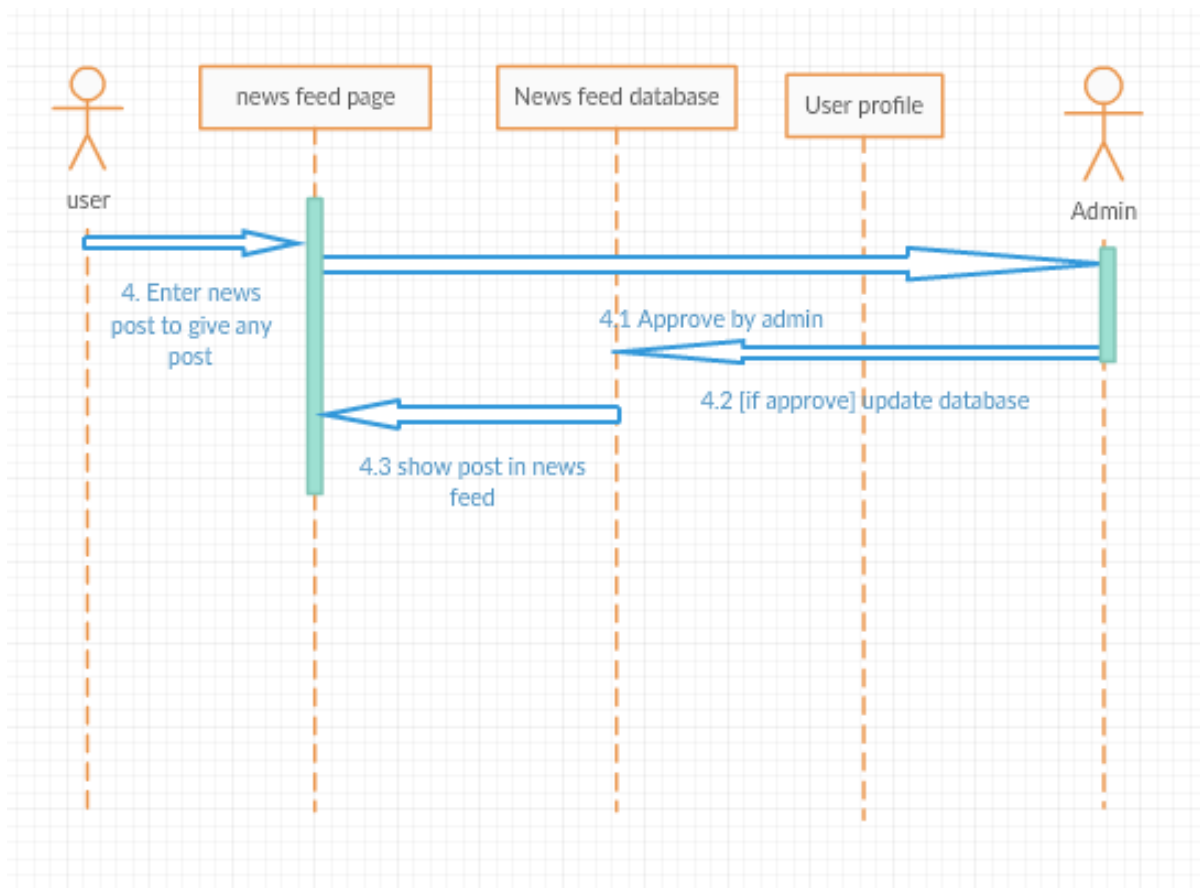 news feed page
News feed database
User profile
user
Admin
4. Enter news
post to give any
post
4.1 Approve by admin
4.2 [if approve] update database
4.3 show post in news
feed